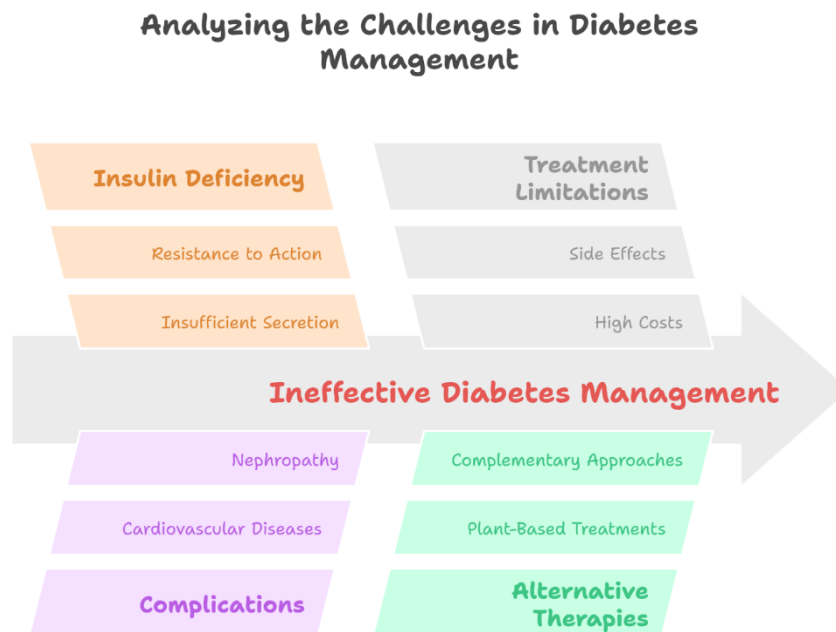 Analyzing the Challenges in Diabetes
Management
Insulin Deficiency
Resistance to Action
Insufficient Secretion
Treatment
Limitations
Side Effects
High Costs
Ineffective Diabetes Management
Nephropathy
Cardiovascular Diseases
Complications
Complementary Approaches
Plant-Based Treatments
Alternative
Therapies